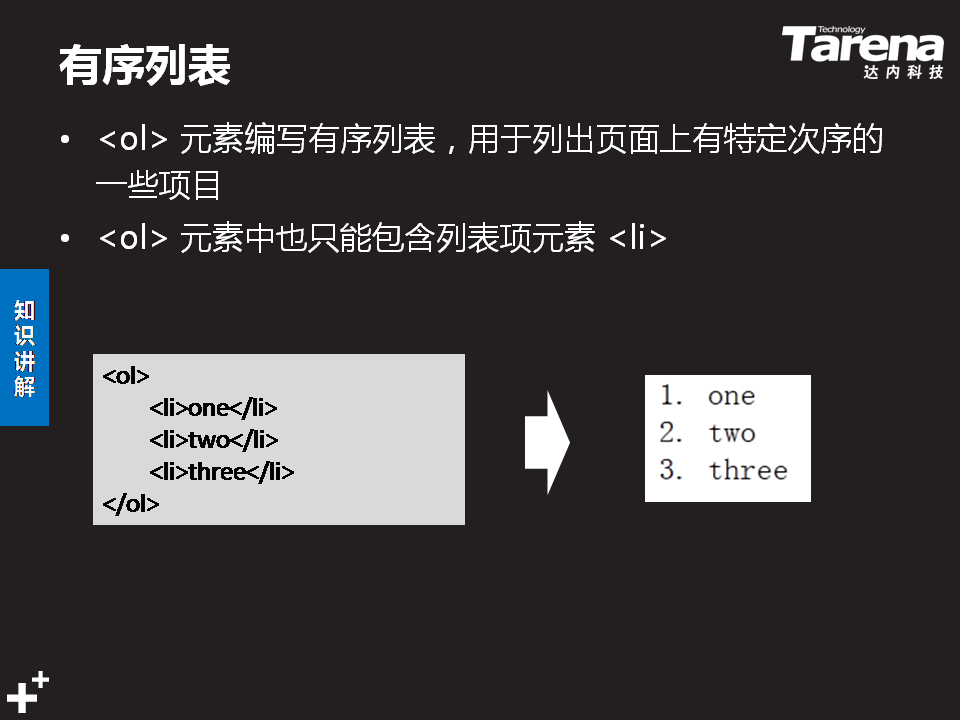 有序列表
Technology
Tarena
达内科技
• <ol> 元素编写有序列表，用于列出页面上有特定次序的
一些项目
• <ol> 元素中也只能包含列表项元素 <li>
知
识
讲
解
<ol>
<li>one</li>
<li>two</li>
<li>three</li>
</ol>
1. one
2. two
3. three